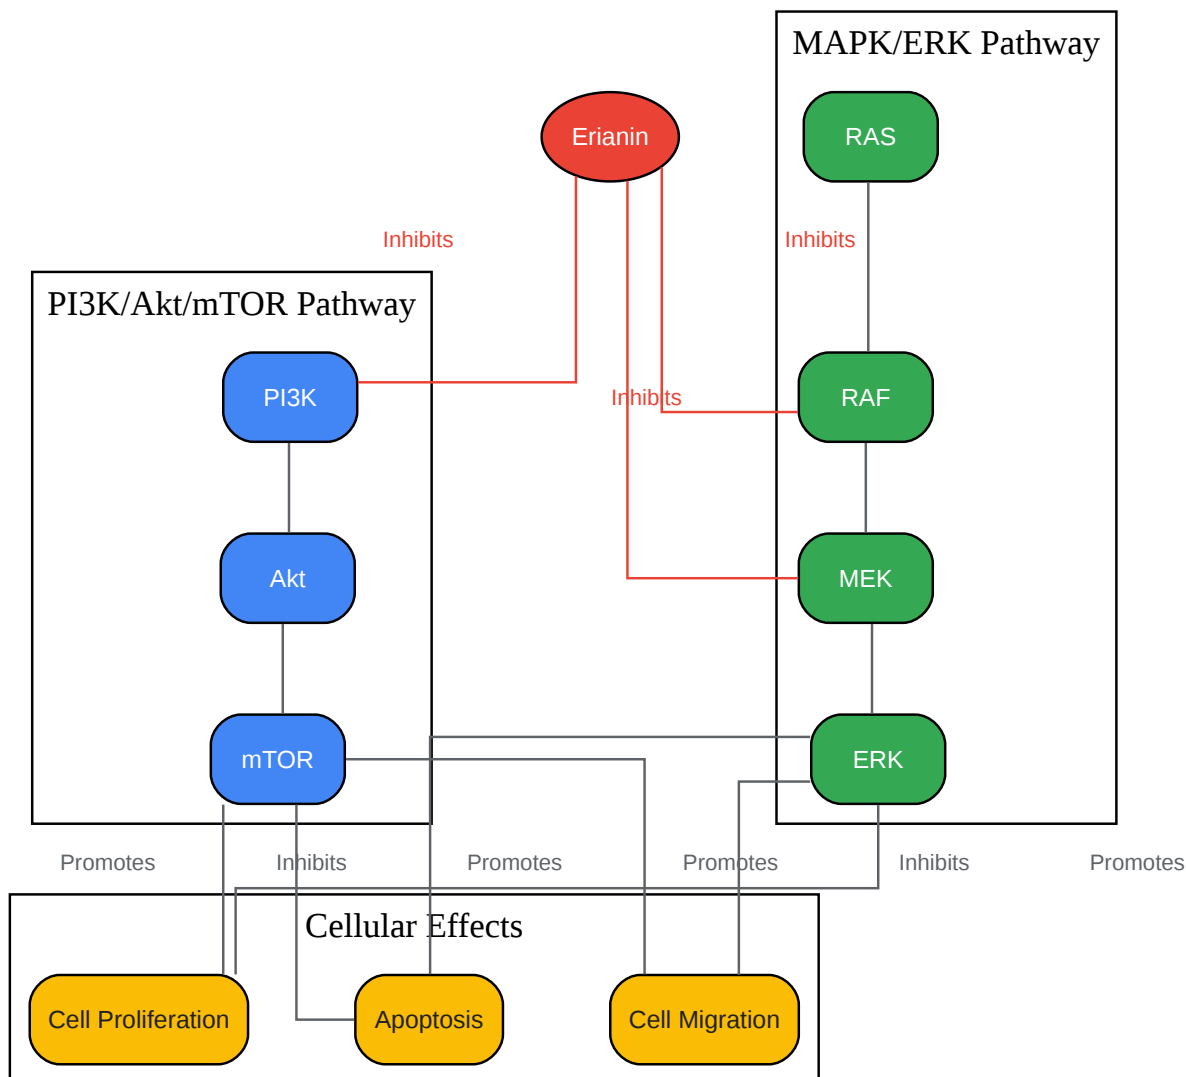 MAPK/ERK Pathway
Erianin
RAS
Inhibits
Inhibits
PI3K/Akt/mTOR Pathway
PI3K
Inhibits
RAF
Akt
MEK
mTOR
ERK
Promotes
Inhibits
Promotes
Promotes
Inhibits
Promotes
Cellular Effects
Cell Proliferation
Apoptosis
Cell Migration